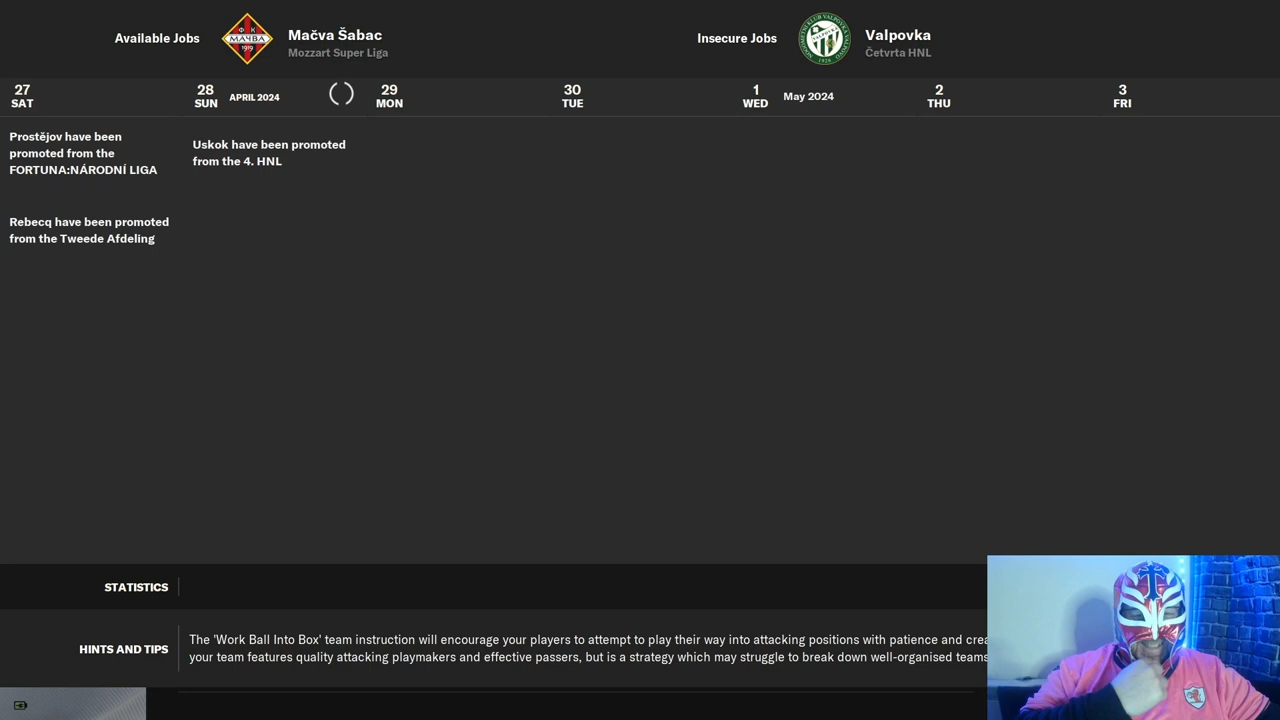 Available Jobs
Ф К
МАЧВА
1919
Mačva Šabac
Mozzart Super Liga
Insecure Jobs
Valpovka
Četvrta HNL
27
SAT
28
SUN
APRIL 2024
29
MON
30
TUE
1
WED
May 2024
2
THU
3
FRI
Prostějov have been
promoted from the
FORTUNA:NÁRODNÍ LIGA
Rebecq have been promoted
from the Tweede Afdeling
Uskok have been promoted
from the 4. HNL
STATISTICS
HINTS AND TIPS
The 'Work Ball Into Box' team instruction will encourage your players to attempt to play their way into attacking positions with patience and crea
your team features quality attacking playmakers and effective passers, but is a strategy which may struggle to break down well-organised teams